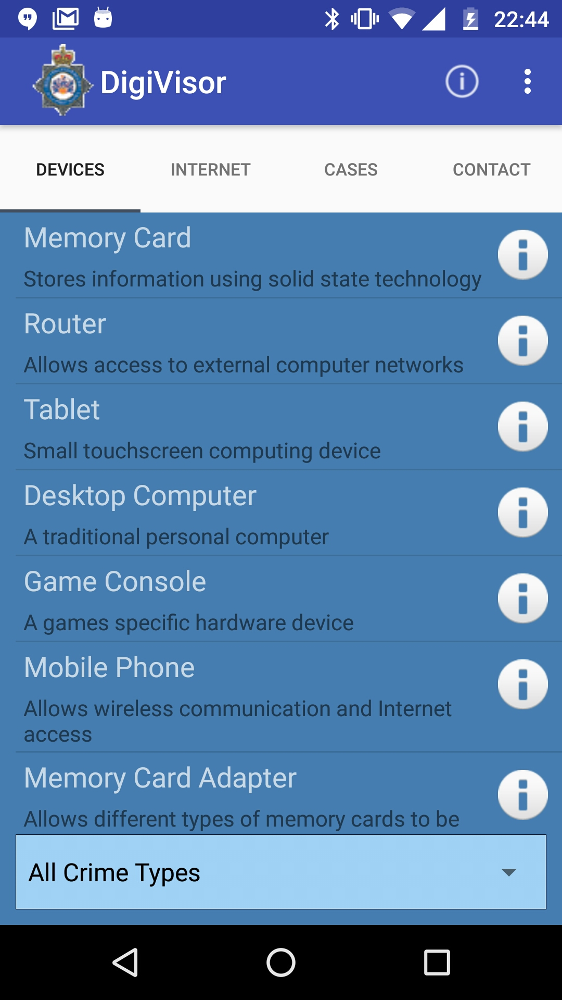 22:44
DigiVisor
DEVICES INTERNET CASES CONTACT
Memory Card
Stores information using solid state technology
Router
Allows access to external computer networks
Tablet
Small touchscreen computing device
Desktop Computer
A traditional personal computer
Game Console
A games specific hardware device
Mobile Phone
Allows wireless communication and Internet
access
Memory Card Adapter
Allows different types of memory cards to be
All Crime Types